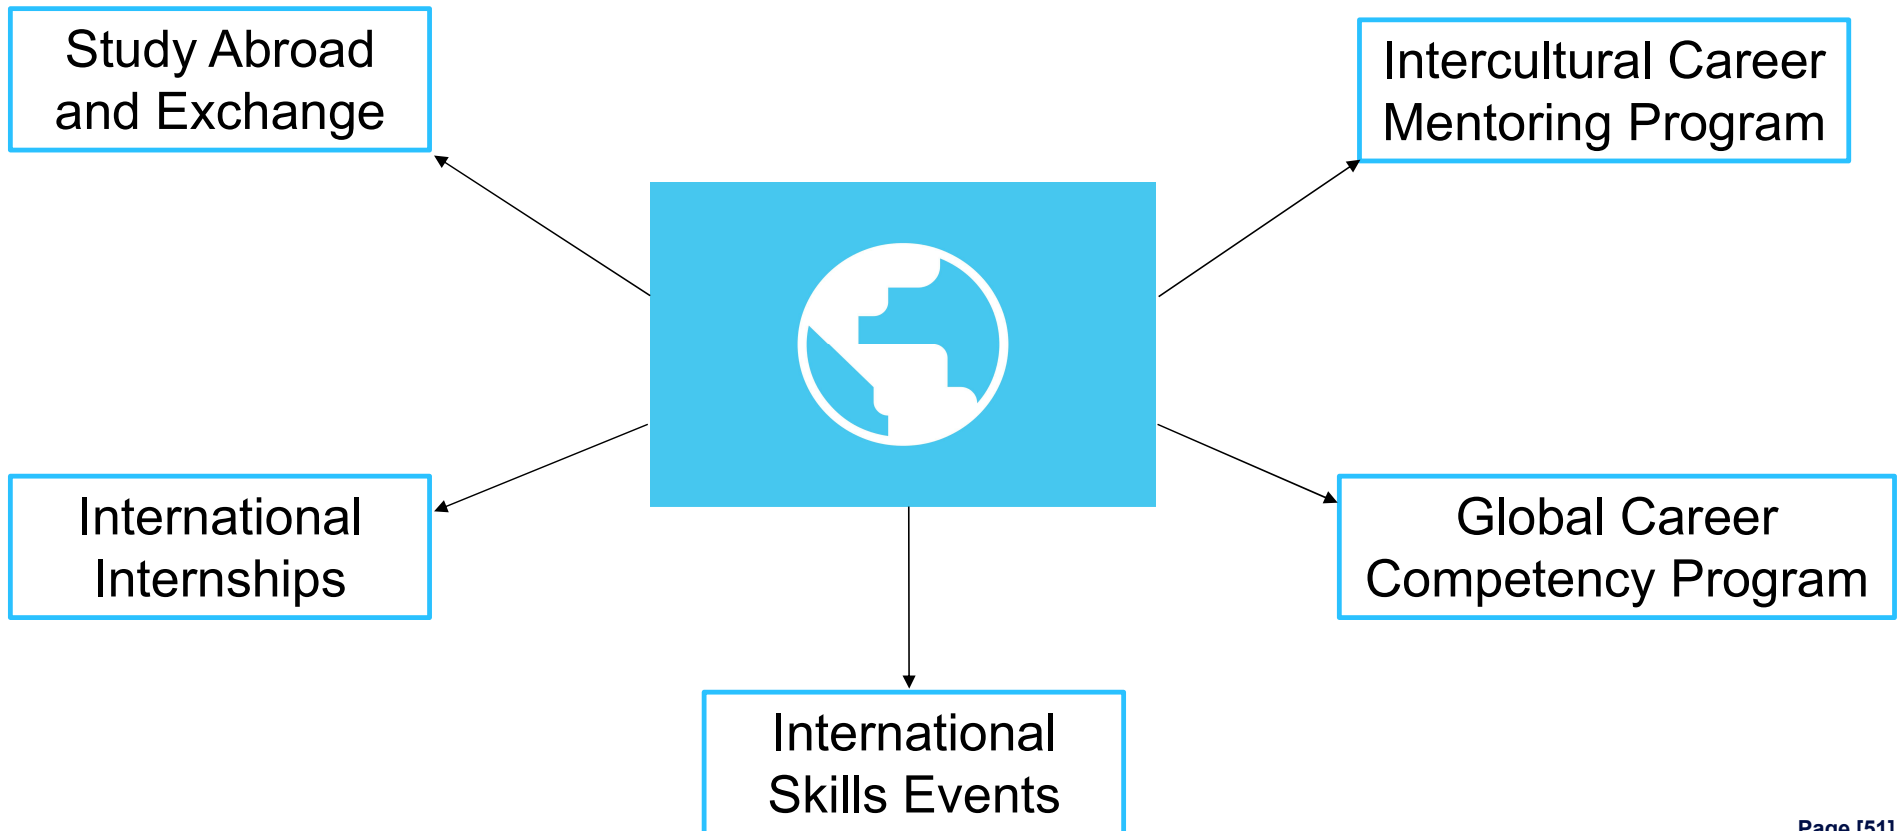 Study Abroad
and Exchange
Intercultural Career
Mentoring Program
International
Internships
Global Career
Competency Program
International
Skills Events
Page [51]